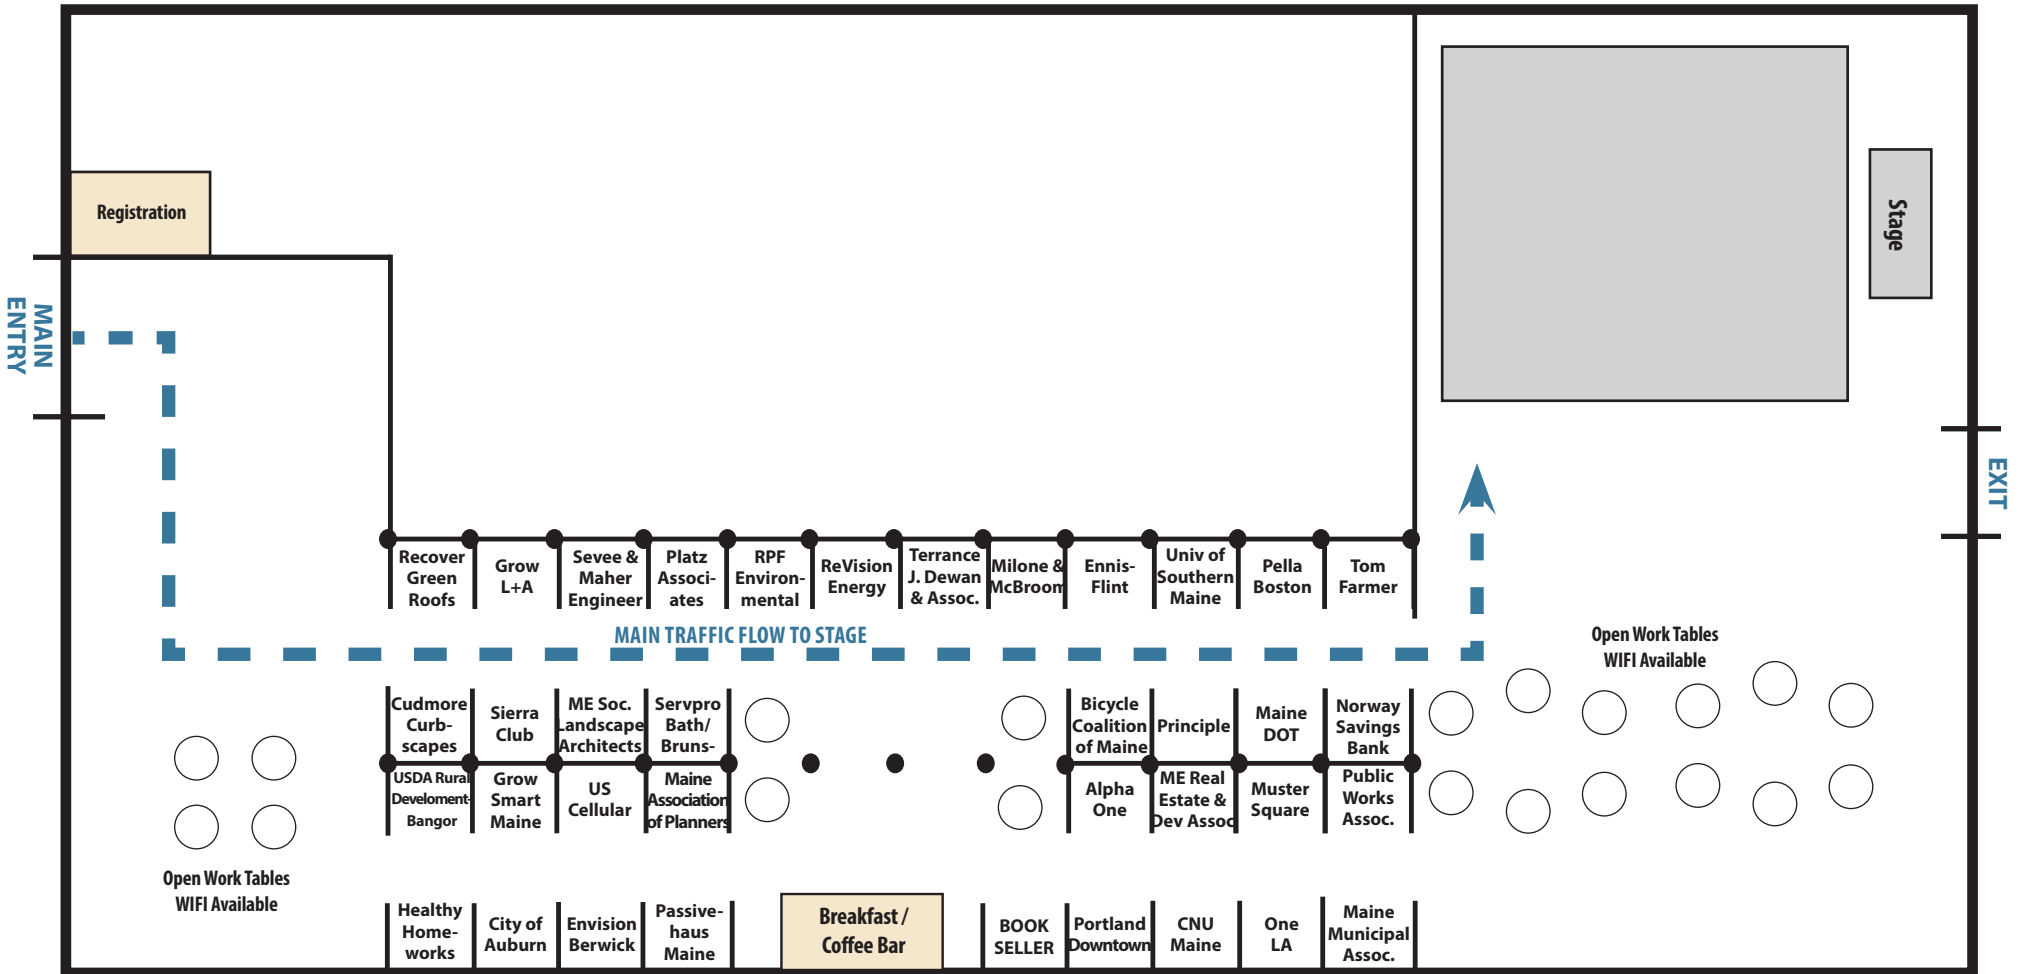 Registration
Stage
MAIN
ENTRY
EXIT
Recover
Green
Roofs
Grow
L+A
Sevee &
Maher
Engineer
Platz
Associ-
ates
RPF
Environ-
mental
ReVision
Energy
Terrance
J. Dewan
& Assoc.
Milone &
McBroom
Ennis-
Flint
Univ of
Southern
Maine
Pella
Boston
Tom
Farmer
MAIN TRAFFIC FLOW TO STAGE
Open Work Tables
WIFI Available
Cudmore
Curb-
scapes
Sierra
Club
ME Soc.
Landscape
Architects
Servpro
Bath/
Bruns-
Bicycle
Coalition
of Maine
Principle
Maine
DOT
Norway
Savings
Bank
USDA Rural
Develoment-
Bangor
Grow
Smart
Maine
US
Cellular
Maine
Association
of Planners
Alpha
One
ME Real
Estate &
Dev Assoc
Muster
Square
Public
Works
Assoc.
Open Work Tables
WIFI Available
Healthy
Home-
works
City of
Auburn
Envision
Berwick
Passive-
haus
Maine
Breakfast /
Coffee Bar
BOOK
SELLER
Portland
Downtown
CNU
Maine
One
LA
Maine
Municipal
Assoc.